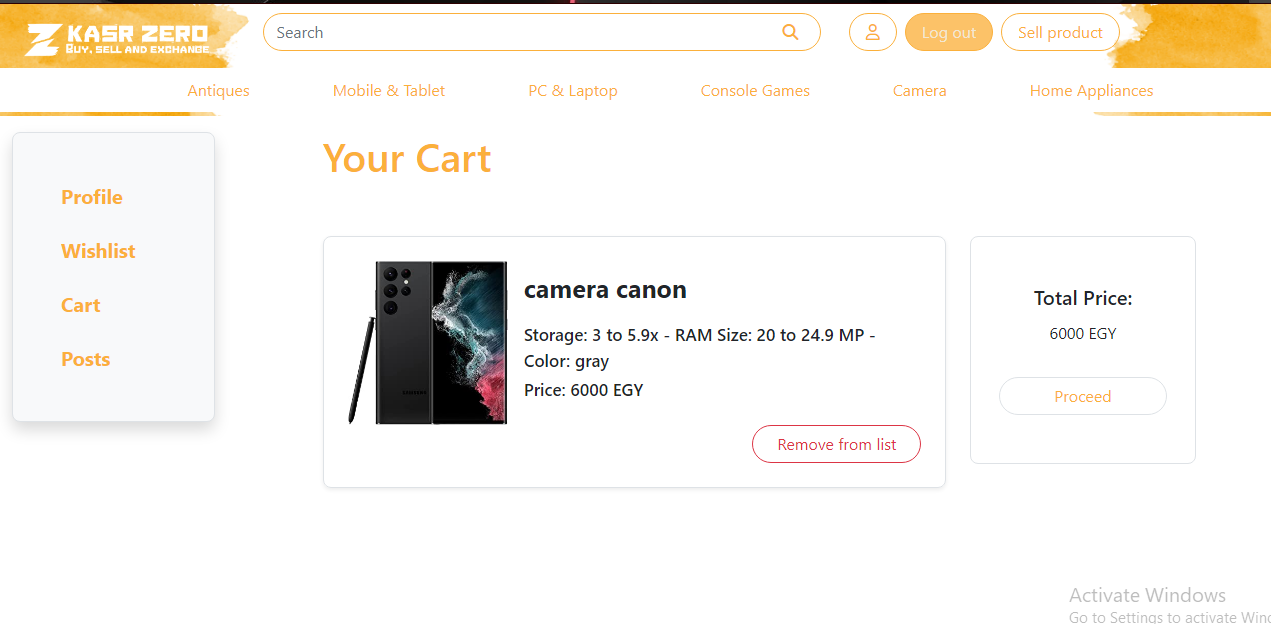 KASR ZERO
Buy, sell and exchange
Search
Log out
Sell product
Antiques
Mobile & Tablet
PC & Laptop
Console Games
Camera
Home Appliances
Profile
Wishlist
Cart
Posts
Your Cart
camera canon
Storage: 3 to 5.9x - RAM Size: 20 to 24.9 MP -
Color: gray
Price: 6000 EGY
Remove from list
Total Price:
6000 EGY
Proceed
SAMSUNG
Activate Windows
Go to Settings to activate Wind